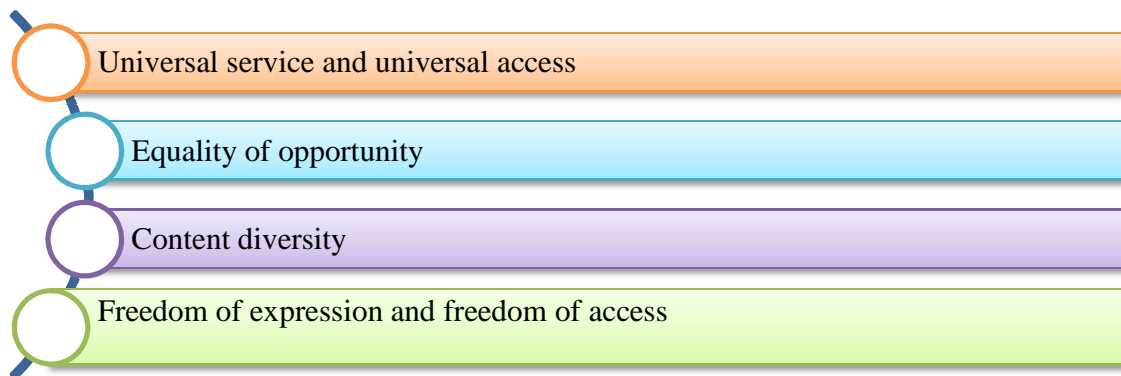 Universal service and universal access
Equality of opportunity
Content diversity
Freedom of expression and freedom of access